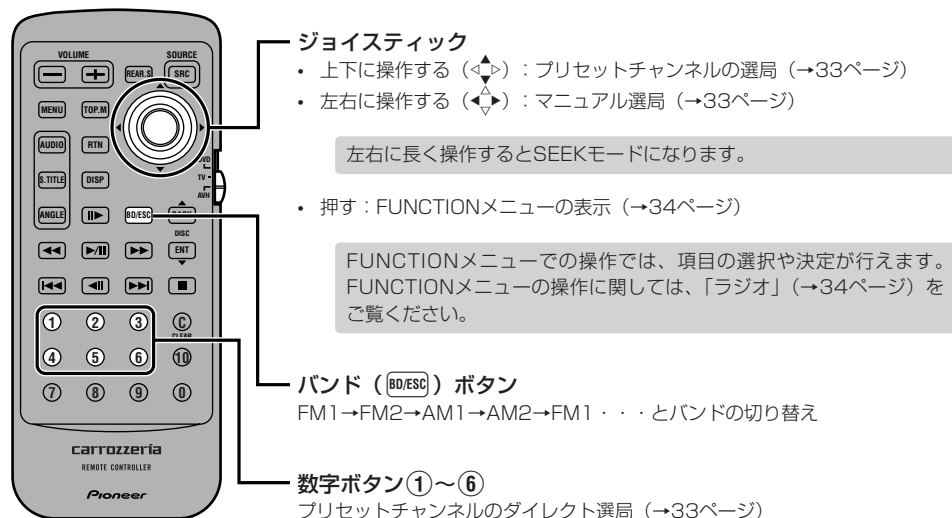 VOLUME SOURCE
REAR.S SRC
MENU TOP.M
AUDIO RTN
S.TITLE DISP
TV
AVH
ANGLE BD/ESC
DISC
ENT
1 2 3 C
CLEAR
4 5 6 10
7 8 9 0
carrozzeria
REMOTE CONTROLLER
Pioneer
ジョイスティック
• 上下に操作する（）：プリセットチャンネルの選局（→33ページ）
• 左右に操作する（）：マニュアル選局（→33ページ）
左右に長く操作するとSEEKモードになります。
• 押す：FUNCTIONメニューの表示（→34ページ）
FUNCTIONメニューでの操作では、項目の選択や決定が行えます。
FUNCTIONメニューの操作に関しては、「ラジオ」（→34ページ）を
ご覧ください。
バンド（BD/ESC）ボタン
FM1→FM2→AM1→AM2→FM1・・・とバンドの切り替え
数字ボタン①～⑥
プリセットチャンネルのダイレクト選局（→33ページ）